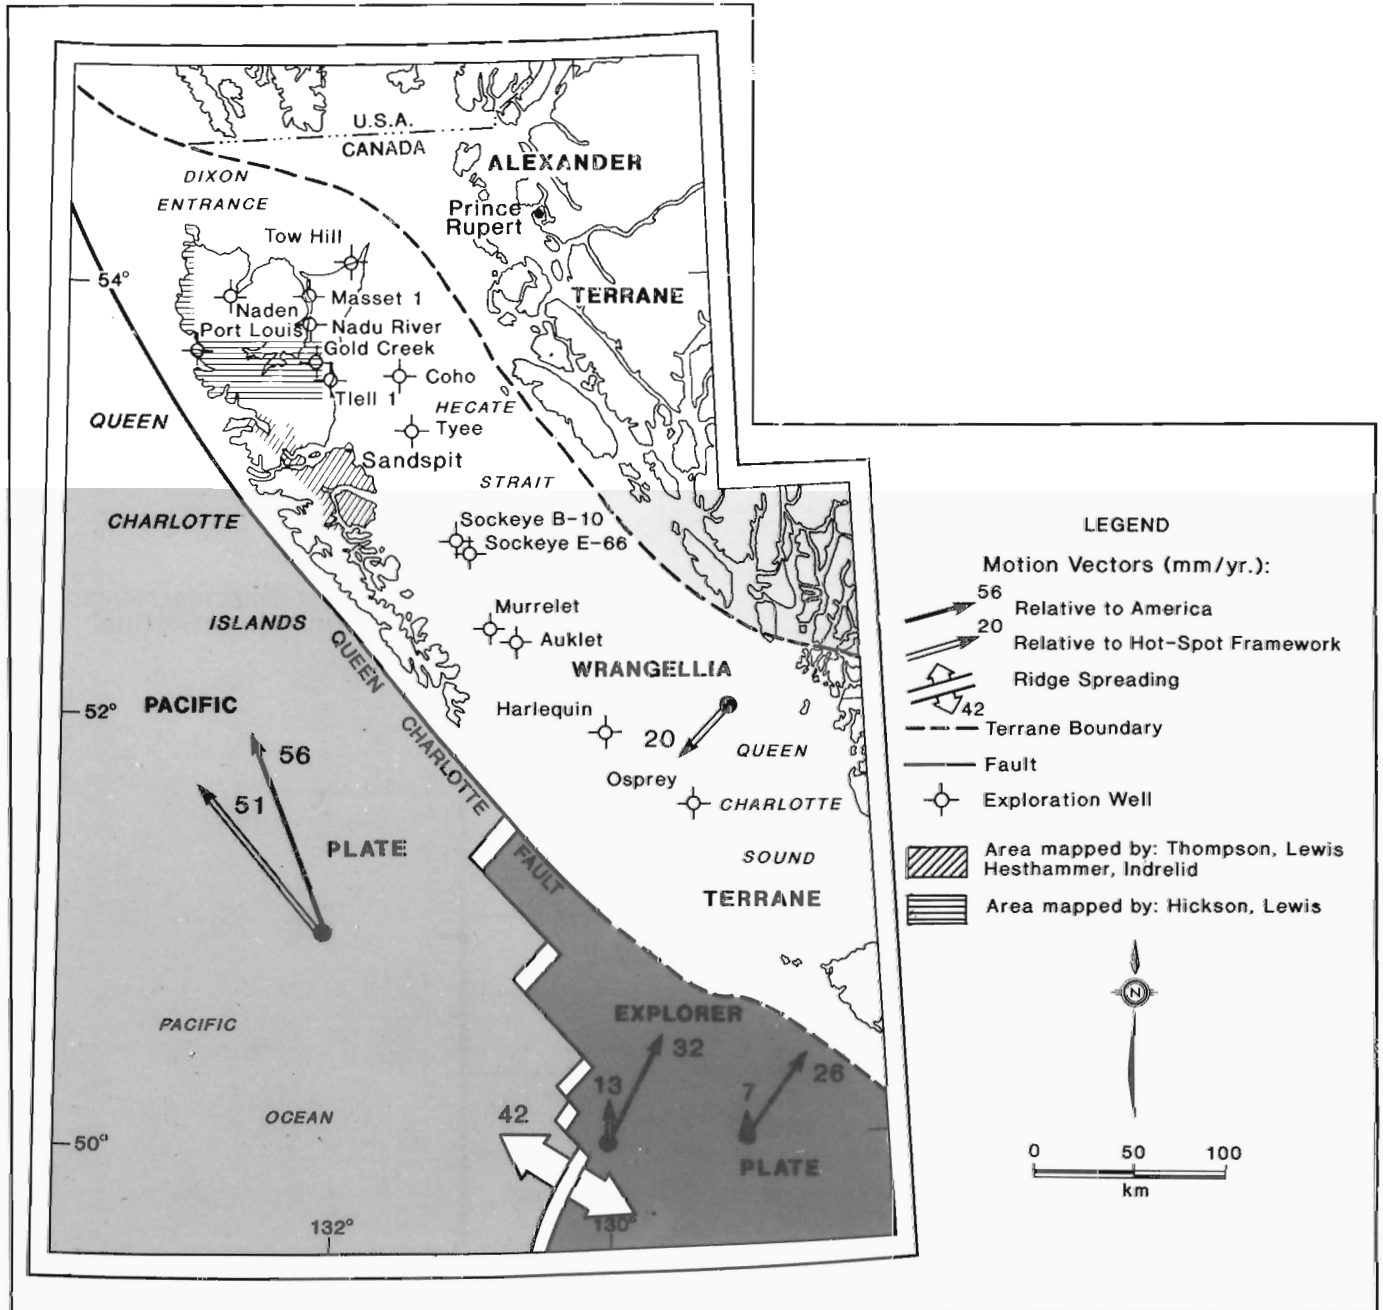 U.S.A.
CANADA
ALEXANDER
DIXON
ENTRANCE
Prince
Rupert
Tow Hill
TERRANE
54°
Masset 1
Naden
Port Louis
Nadu River
Gold Creek
Coho
Tlell 1
HECATE
QUEEN
Tyee
Sandspit
STRAIT
CHARLOTTE
Sockeye B-10
Sockeye E-66
ISLANDS
Murrelet
Auklet
QUEEN
WRANGELLIA
52°
PACIFIC
Harlequin
CHARLOTTE
20
QUEEN
56
Osprey
51
CHARLOTTE
PLATE
FAULT
SOUND
TERRANE
EXPLORER
PACIFIC
32
26
13
7
42
OCEAN
50°
PLATE
132°
130°
LEGEND
Motion Vectors (mm/yr.):
56
Relative to America
20
Relative to Hot-Spot Framework
Ridge Spreading
42
Terrane Boundary
Fault
Exploration Well
Area mapped by: Thompson, Lewis
Hesthammer, Indrelid
Area mapped by: Hickson, Lewis
N
0 50 100
km